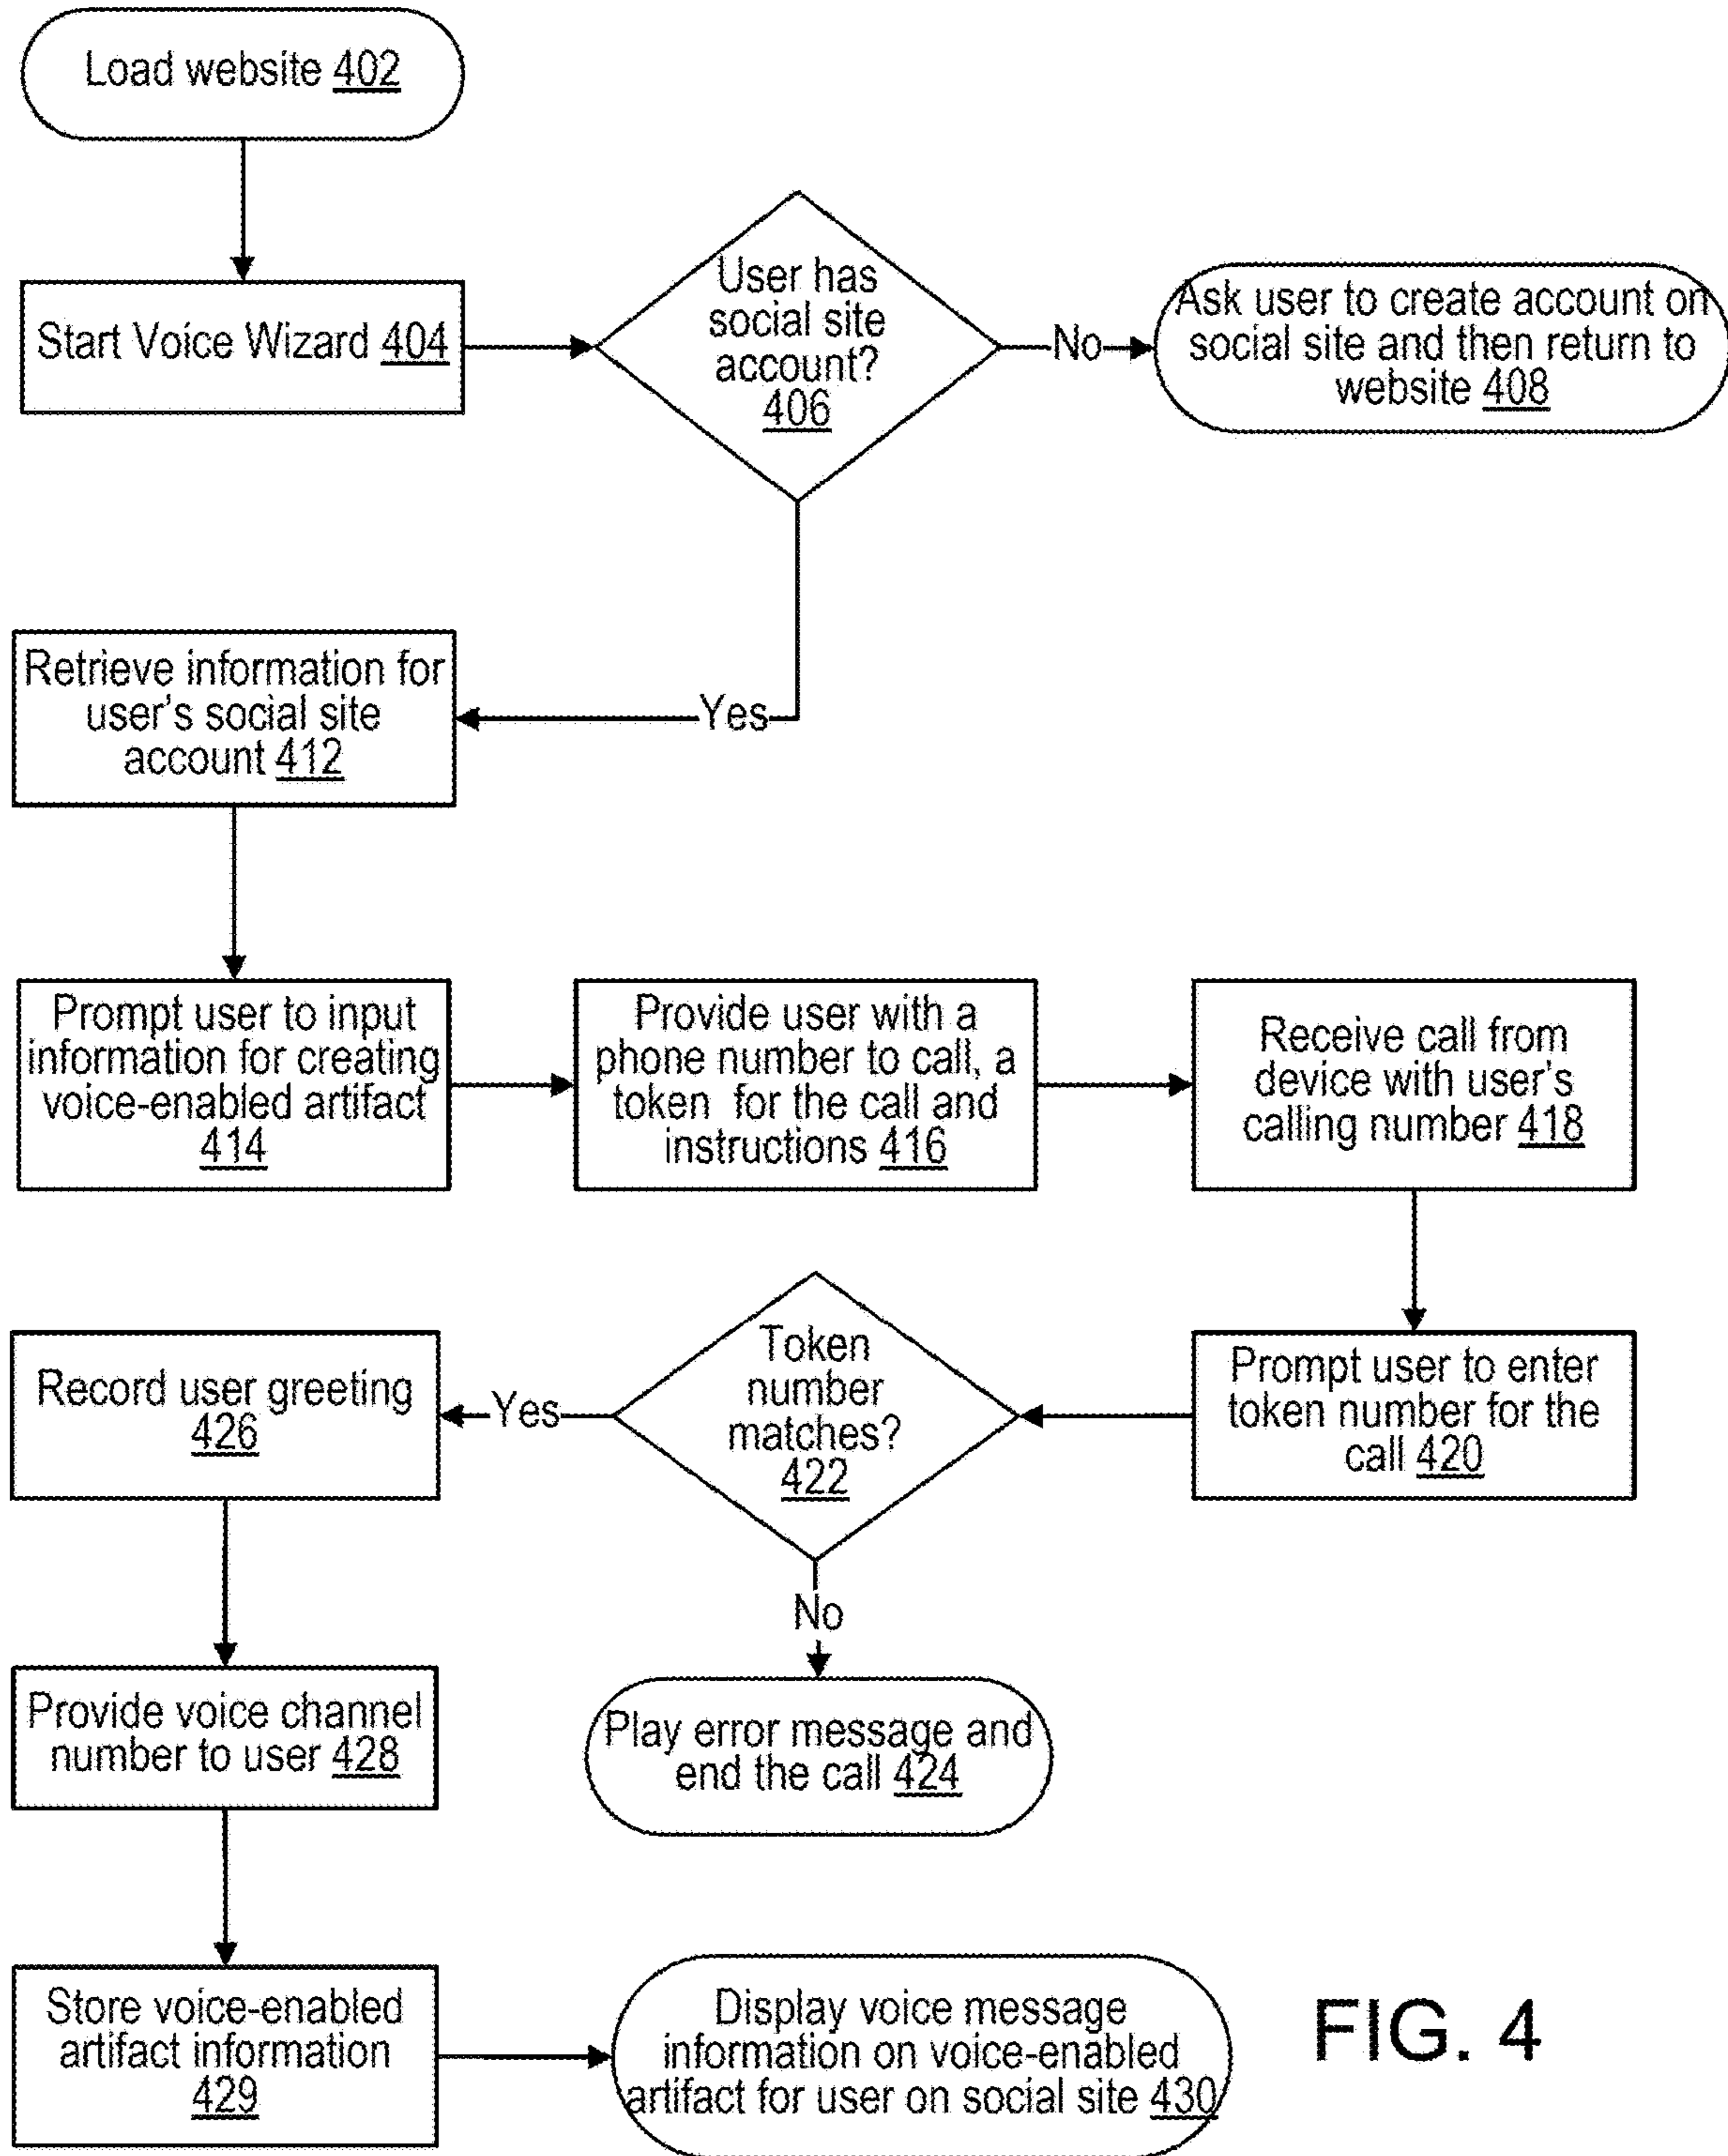 Load website 402
Start Voice Wizard 404
User has
social site
account?
406
No
Ask user to create account on
social site and then return to
website 408
Yes
Retrieve information for
user's social site
account 412
Prompt user to input
information for creating
voice-enabled artifact
414
Provide user with a
phone number to call, a
token for the call and
instructions 416
Receive call from
device with user's
calling number 418
Prompt user to enter
token number for the
call 420
Token
number
matches?
422
Yes
Record user greeting
426
No
Play error message and
end the call 424
Provide voice channel
number to user 428
Store voice-enabled
artifact information
429
Display voice message
information on voice-enabled
artifact for user on social site 430
FIG. 4